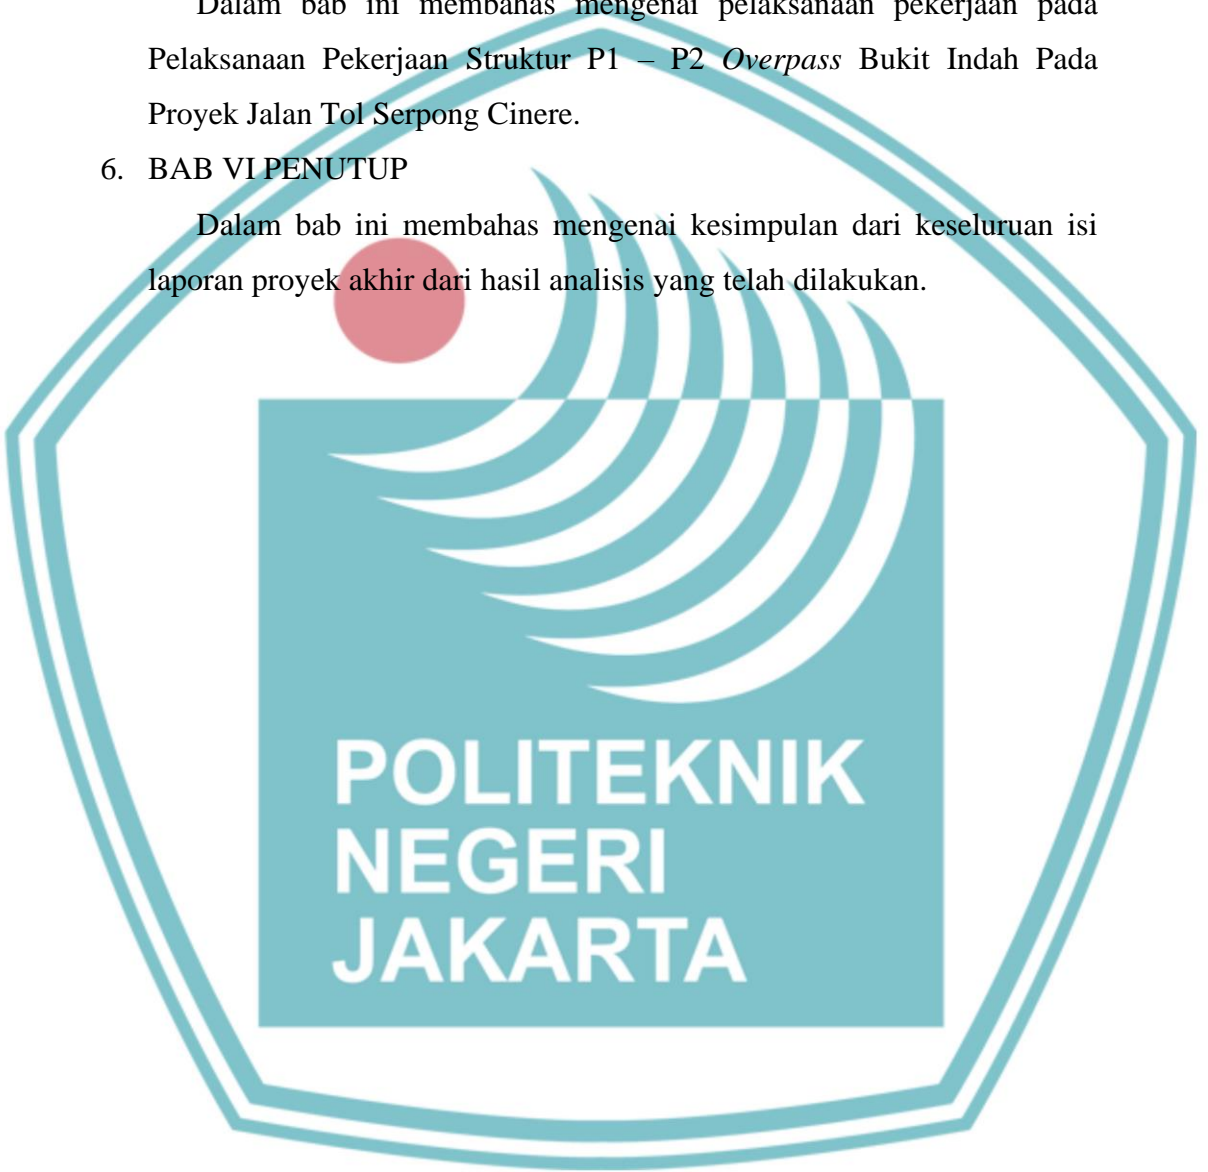 Dalam bab ini membahas mengenai pelaksanaan pekerjaan pada
Pelaksanaan Pekerjaan Struktur P1 – P2 Overpass Bukit Indah Pada
Proyek Jalan Tol Serpong Cinere.
6. BAB VI PENUTUP
Dalam bab ini membahas mengenai kesimpulan dari keseluruan isi
laporan proyek akhir dari hasil analisis yang telah dilakukan.
POLITEKNIK
NEGERI
JAKARTA